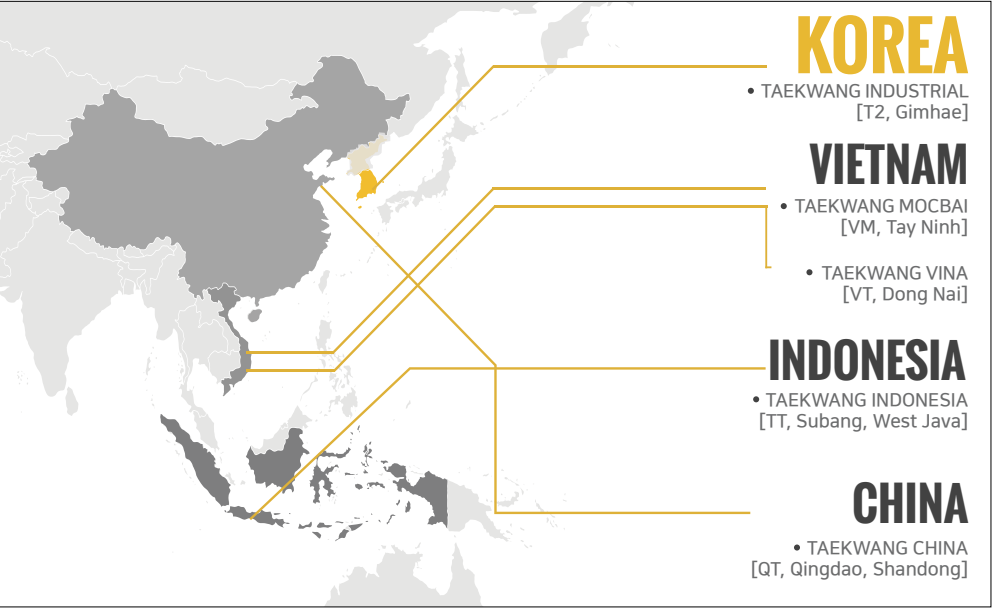 KOREA
• TAEKWANG INDUSTRIAL
[T2, Gimhae]
VIETNAM
• TAEKWANG MOCBAI
[VM, Tay Ninh]
• TAEKWANG VINA
[VT, Dong Nai]
INDONESIA
• TAEKWANG INDONESIA
[TT, Subang, West Java]
CHINA
• TAEKWANG CHINA
[QT, Qingdao, Shandong]